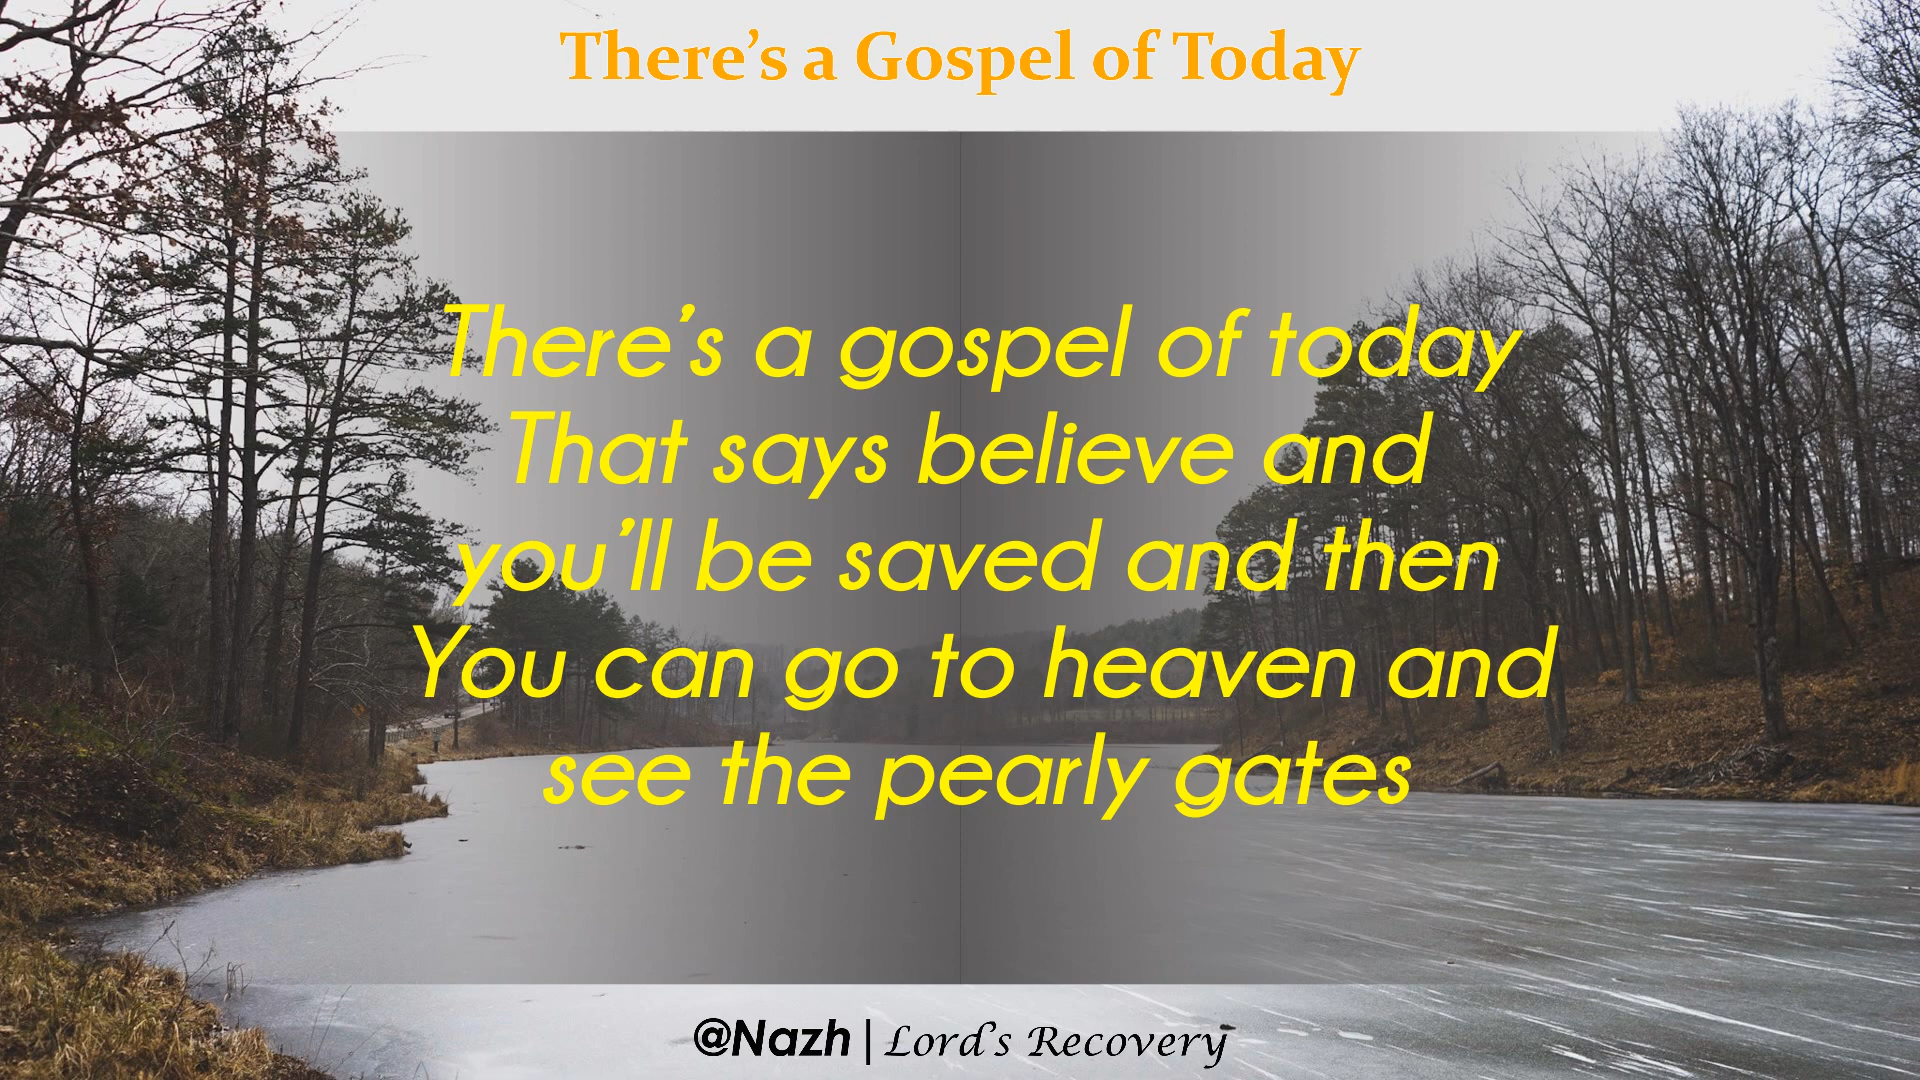 There’s a Gospel of Today
There’s a gospel of today
That says believe and
you’ll be saved and then
You can go to heaven and
see the pearly gates
@Nazh | Lord’s Recovery